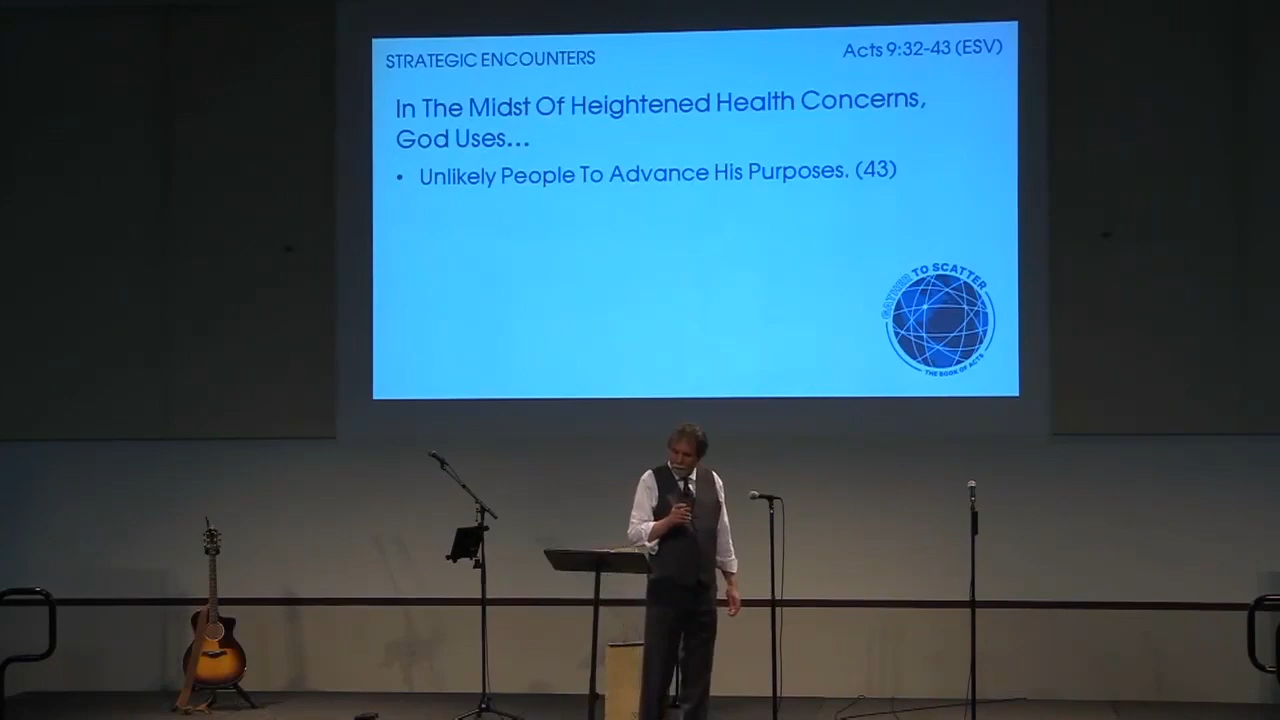 STRATEGIC ENCOUNTERS
Acts 9:32-43 (ESV)
In The Midst Of Heightened Health Concerns,
God Uses...
• Unlikely People To Advance His Purposes. (43)
GATHER TO SCATTER
THE BOOK OF ACTS